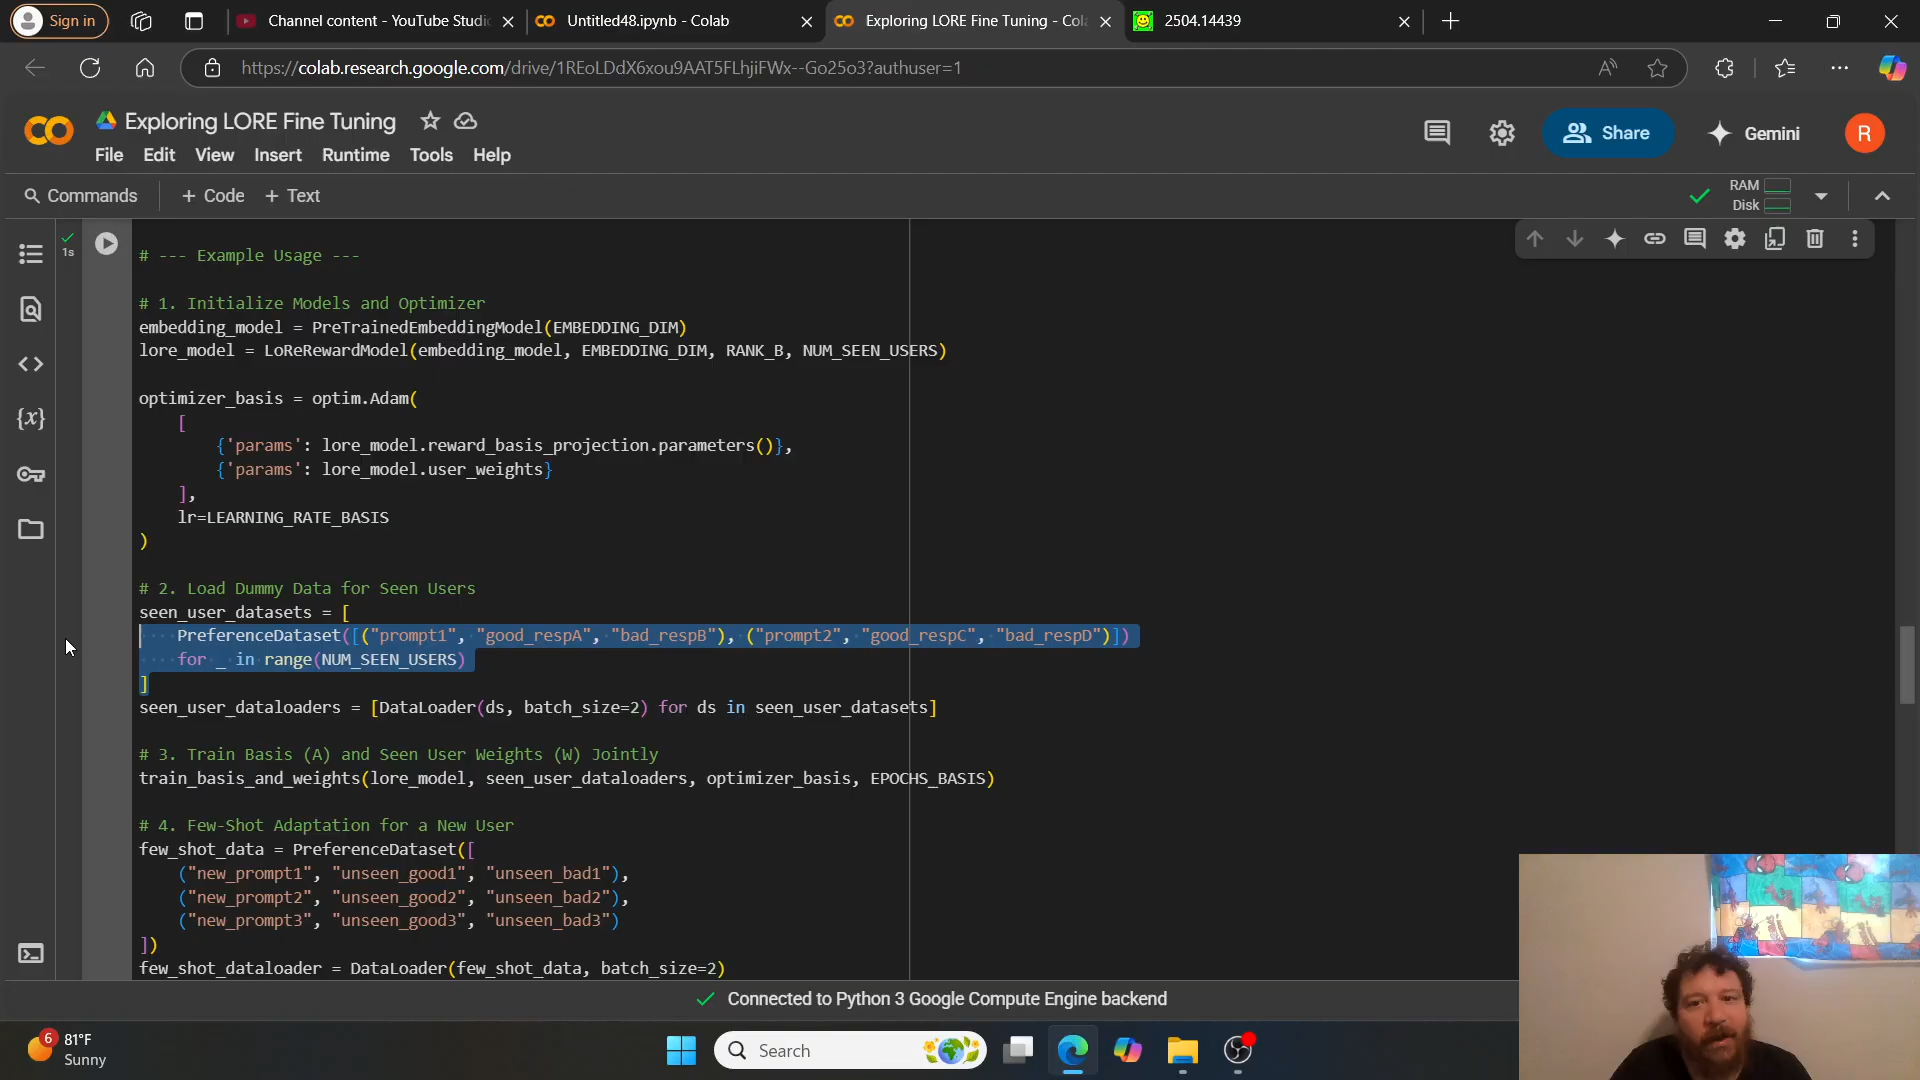 Sign in
Channel content - YouTube Studio
Untitled48.ipynb - Colab
Exploring LORE Fine Tuning - Col
2504.14439
https://colab.research.google.com/drive/1REoLDdX6xou9AAT5FLhjiFWx--Go25o3?authuser=1
Exploring LORE Fine Tuning
Share
Gemini
R
File Edit View Insert Runtime Tools Help
Commands
+ Code + Text
RAM
Disk
1s
# --- Example Usage ---
# 1. Initialize Models and Optimizer
embedding_model = PreTrainedEmbeddingModel(EMBEDDING_DIM)
lore_model = LoReRewardModel(embedding_model, EMBEDDING_DIM, RANK_B, NUM_SEEN_USERS)
optimizer_basis = optim.Adam(
[
{'params': lore_model.reward_basis_projection.parameters()},
{'params': lore_model.user_weights}
],
lr=LEARNING_RATE_BASIS
)
# 2. Load Dummy Data for Seen Users
seen_user_datasets = [
PreferenceDataset([("prompt1", "good_respA", "bad_respB"), ("prompt2", "good_respC", "bad_respD")])
for _ in range(NUM_SEEN_USERS)
]
seen_user_dataloaders = [DataLoader(ds, batch_size=2) for ds in seen_user_datasets]
# 3. Train Basis (A) and Seen User Weights (W) Jointly
train_basis_and_weights(lore_model, seen_user_dataloaders, optimizer_basis, EPOCHS_BASIS)
# 4. Few-Shot Adaptation for a New User
few_shot_data = PreferenceDataset([
("new_prompt1", "unseen_good1", "unseen_bad1"),
("new_prompt2", "unseen_good2", "unseen_bad2"),
("new_prompt3", "unseen_good3", "unseen_bad3")
])
few_shot_dataloader = DataLoader(few_shot_data, batch_size=2)
Connected to Python 3 Google Compute Engine backend
6
81°F
Sunny
Search